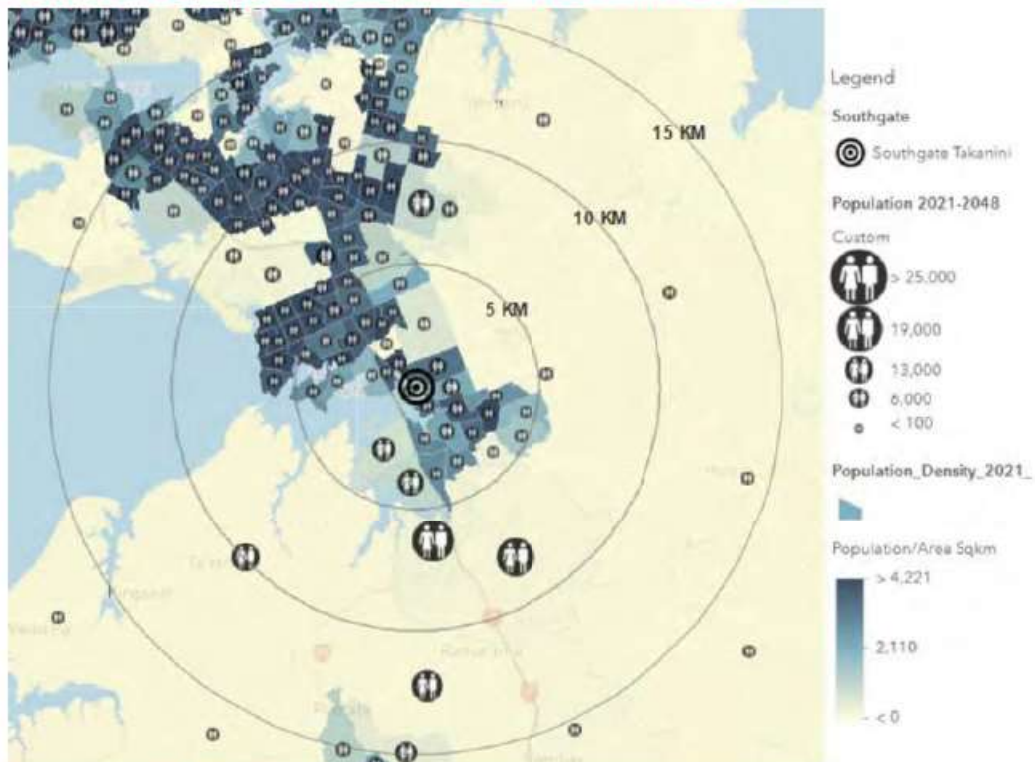 15 KM
10 KM
5 KM
Legend
Southgate
Southgate Takanini
Population 2021-2048
Custom
> 25,000
19,000
13,000
6,000
< 100
Population_Density_2021_
Population/Area Sqkm
> 4,221
2,110
< 0